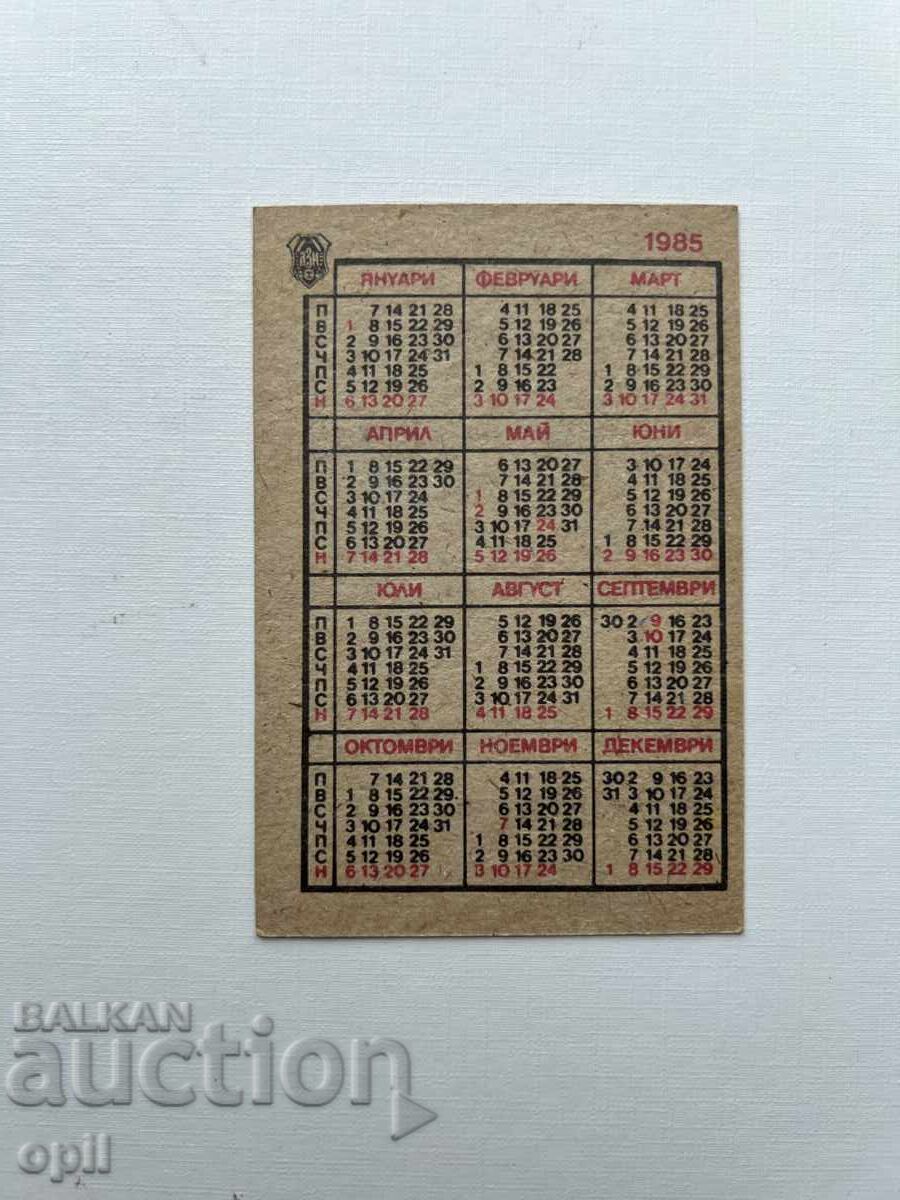 ДЗИ
1985
ЯНУАРИ ФЕВРУАРИ МАРТ
П 7 14 21 28 4 11 18 25 4 11 18 25
В 1 8 15 22 29 5 12 19 26 5 12 19 26
С 2 9 16 23 30 6 13 20 27 6 13 20 27
Ч 3 10 17 24 31 7 14 21 28 7 14 21 28
П 4 11 18 25 1 8 15 22 1 8 15 22 29
С 5 12 19 26 2 9 16 23 2 9 16 23 30
Н 6 13 20 27 3 10 17 24 3 10 17 24 31
АПРИЛ МАЙ ЮНИ
П 1 8 15 22 29 6 13 20 27 3 10 17 24
В 2 9 16 23 30 7 14 21 28 4 11 18 25
С 3 10 17 24 1 8 15 22 29 5 12 19 26
Ч 4 11 18 25 2 9 16 23 30 6 13 20 27
П 5 12 19 26 3 10 17 24 31 7 14 21 28
С 6 13 20 27 4 11 18 25 1 8 15 22 29
Н 7 14 21 28 5 12 19 26 2 9 16 23 30
ЮЛИ АВГУСТ СЕПТЕМВРИ
П 1 8 15 22 29 5 12 19 26 30 2 9 16 23
В 2 9 16 23 30 6 13 20 27 3 10 17 24
С 3 10 17 24 31 7 14 21 28 4 11 18 25
Ч 4 11 18 25 1 8 15 22 29 5 12 19 26
П 5 12 19 26 2 9 16 23 30 6 13 20 27
С 6 13 20 27 3 10 17 24 31 7 14 21 28
Н 7 14 21 28 4 11 18 25 1 8 15 22 29
ОКТОМВРИ НОЕМВРИ ДЕКЕМВРИ
П 7 14 21 28 4 11 18 25 30 2 9 16 23
В 1 8 15 22 29 5 12 19 26 31 3 10 17 24
С 2 9 16 23 30 6 13 20 27 4 11 18 25
Ч 3 10 17 24 31 7 14 21 28 5 12 19 26
П 4 11 18 25 1 8 15 22 29 6 13 20 27
С 5 12 19 26 2 9 16 23 30 7 14 21 28
Н 6 13 20 27 3 10 17 24 1 8 15 22 29
BALKAN
auction
opil